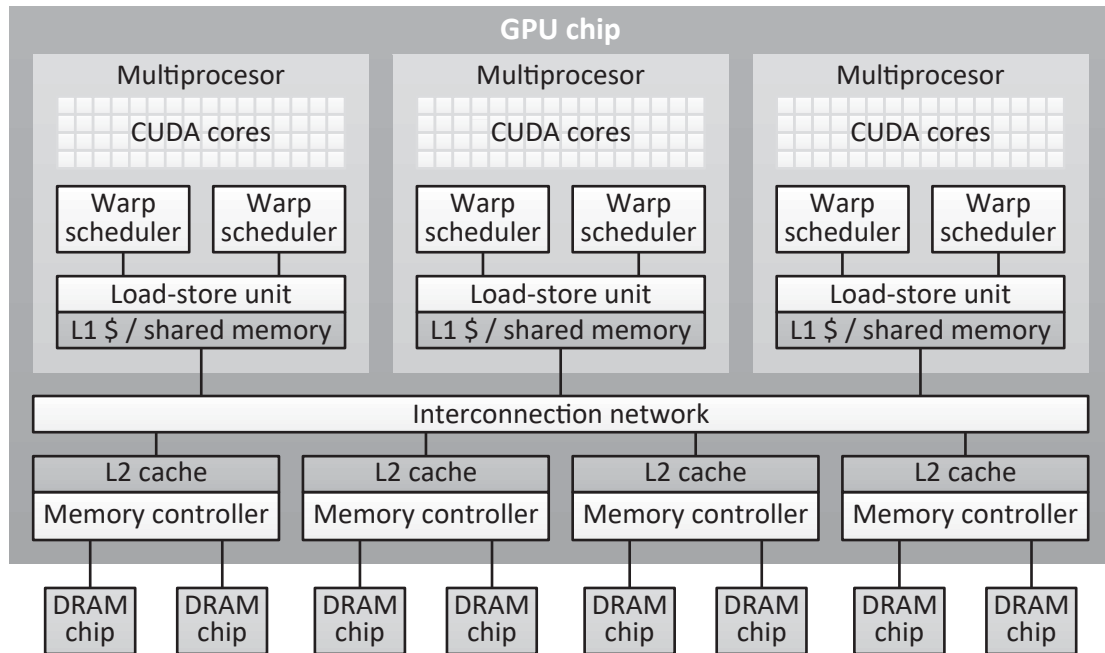 GPU chip
Multiprocesor
Multiprocesor
Multiprocesor
CUDA cores
CUDA cores
CUDA cores
Warp
scheduler
Warp
scheduler
Warp
scheduler
Warp
scheduler
Warp
scheduler
Warp
scheduler
Load-store unit
Load-store unit
Load-store unit
L1 $ / shared memory
L1 $ / shared memory
L1 $ / shared memory
Interconnection network
L2 cache
L2 cache
L2 cache
L2 cache
Memory controller
Memory controller
Memory controller
Memory controller
DRAM
chip
DRAM
chip
DRAM
chip
DRAM
chip
DRAM
chip
DRAM
chip
DRAM
chip
DRAM
chip